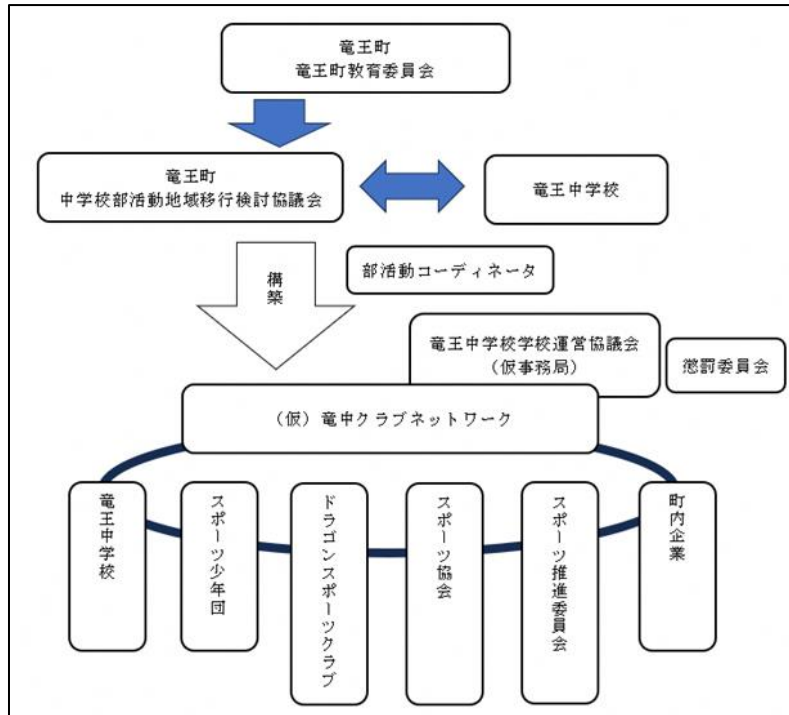 竜王町
竜王町教育委員会
竜王町
中学校部活動地域移行検討協議会
竜王中学校
構築
部活動コーディネータ
竜王中学校学校運営協議会
（仮事務局）
懲罰委員会
（仮）竜中クラブネットワーク
竜王中学校
スポーツ少年団
ドラゴンスポーツクラブ
スポーツ協会
スポーツ推進委員会
町内企業